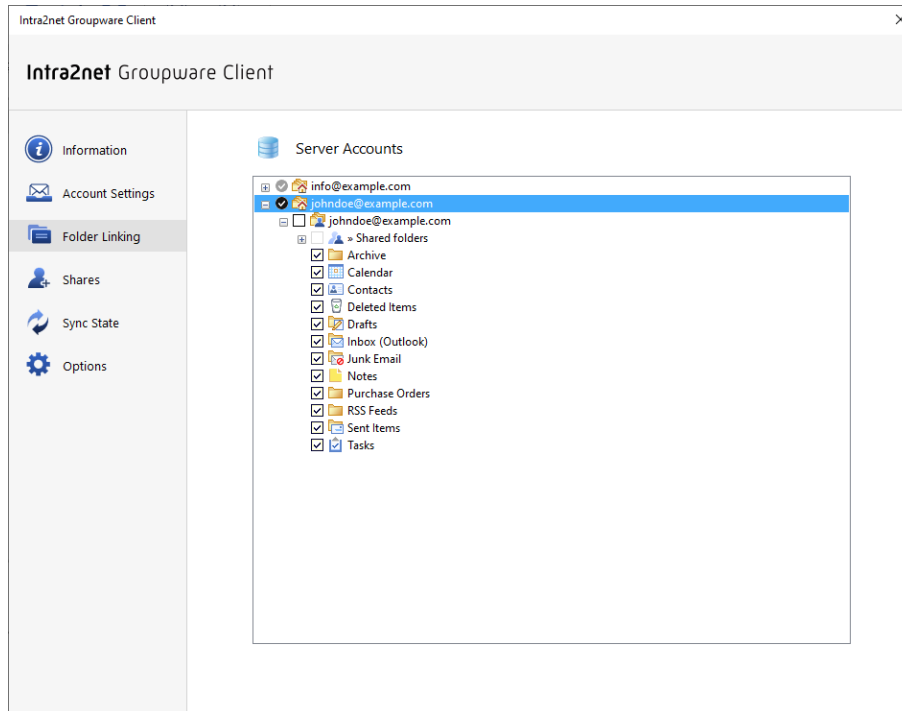 Intra2net Groupware Client
Intra2net Groupware Client
Information
Account Settings
Folder Linking
Shares
Sync State
Options
Server Accounts
info@example.com
johndoe@example.com
johndoe@example.com
» Shared folders
Archive
Calendar
Contacts
Deleted Items
Drafts
Inbox (Outlook)
Junk Email
Notes
Purchase Orders
RSS Feeds
Sent Items
Tasks